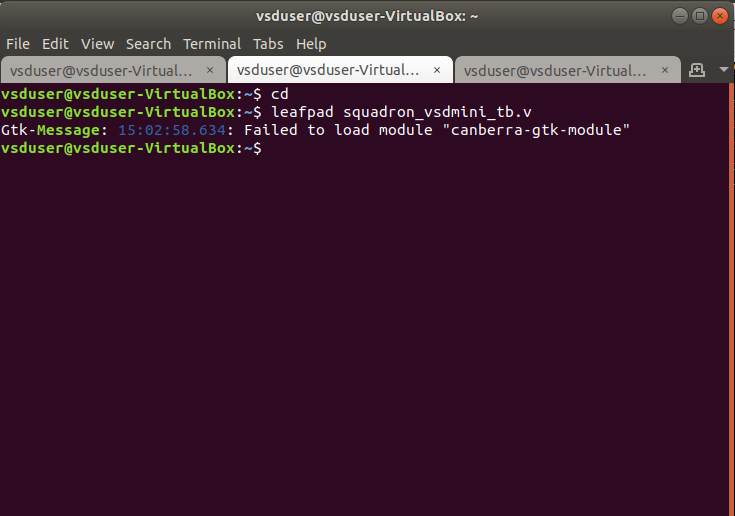 vsduser@vsduser-VirtualBox: ~
File Edit View Search Terminal Tabs Help
vsduser@vsduser-Virtual... × vsduser@vsduser-Virtual... × vsduser@vsduser-Virtual... ×
vsduser@vsduser-VirtualBox:~$ cd
vsduser@vsduser-VirtualBox:~$ leafpad squadron_vsdmini_tb.v
Gtk-Message: 15:02:58.634: Failed to load module "canberra-gtk-module"
vsduser@vsduser-VirtualBox:~$